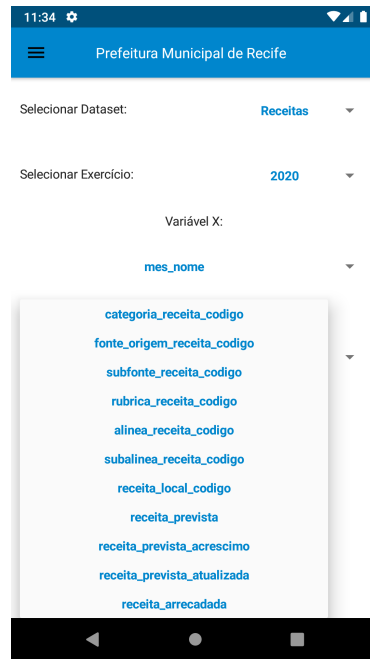 11:34
Prefeitura Municipal de Recife
Selecionar Dataset: Receitas
Selecionar Exercício: 2020
Variável X:
mes_nome
categoria_receita_codigo
fonte_origem_receita_codigo
subfonte_receita_codigo
rubrica_receita_codigo
alinea_receita_codigo
subalinea_receita_codigo
receita_local_codigo
receita_prevista
receita_prevista_acrescimo
receita_prevista_atualizada
receita_arrecadada